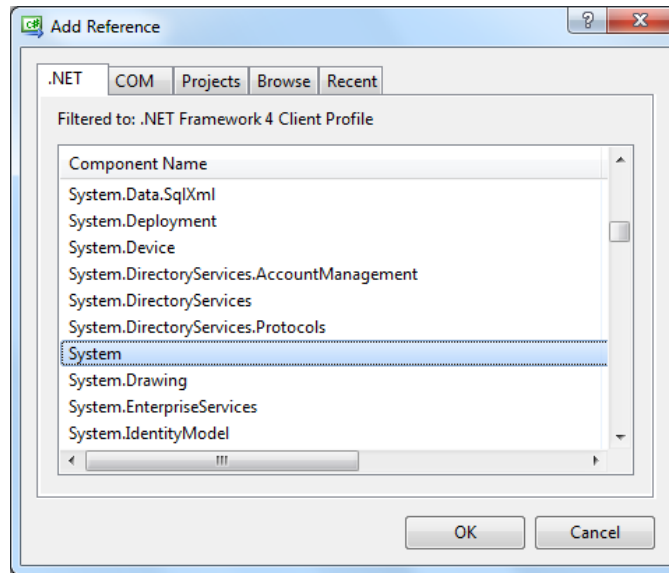 Add Reference
.NET COM Projects Browse Recent
Filtered to: .NET Framework 4 Client Profile
Component Name
System.Data.SqlXml
System.Deployment
System.Device
System.DirectoryServices.AccountManagement
System.DirectoryServices
System.DirectoryServices.Protocols
System
System.Drawing
System.EnterpriseServices
System.IdentityModel
OK Cancel